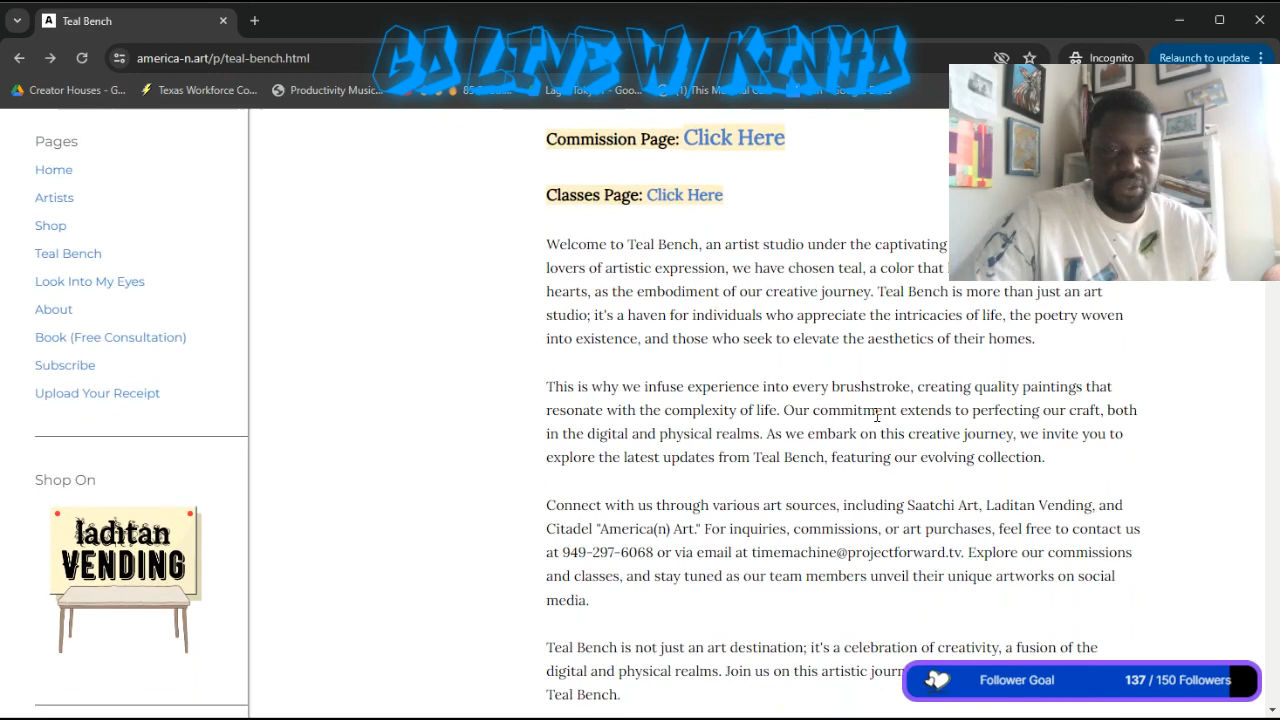 Teal Bench
GO LIVE W/ KINYO
america-n.art/p/teal-bench.html
Incognito
Relaunch to update
Creator Houses - G...
Texas Workforce Co...
Productivity Music...
Commission Page: Click Here
Classes Page: Click Here
Pages
Home
Artists
Shop
Teal Bench
Look Into My Eyes
About
Book (Free Consultation)
Subscribe
Upload Your Receipt
Shop On
laditan
VENDING
Welcome to Teal Bench, an artist studio under the captivating
lovers of artistic expression, we have chosen teal, a color that
hearts, as the embodiment of our creative journey. Teal Bench is more than just an art
studio; it's a haven for individuals who appreciate the intricacies of life, the poetry woven
into existence, and those who seek to elevate the aesthetics of their homes.
This is why we infuse experience into every brushstroke, creating quality paintings that
resonate with the complexity of life. Our commitment extends to perfecting our craft, both
in the digital and physical realms. As we embark on this creative journey, we invite you to
explore the latest updates from Teal Bench, featuring our evolving collection.
Connect with us through various art sources, including Saatchi Art, Laditan Vending, and
Citadel "America(n) Art." For inquiries, commissions, or art purchases, feel free to contact us
at 949-297-6068 or via email at timemachine@projectforward.tv. Explore our commissions
and classes, and stay tuned as our team members unveil their unique artworks on social
media.
Teal Bench is not just an art destination; it's a celebration of creativity, a fusion of the
digital and physical realms. Join us on this artistic
Teal Bench.
Follower Goal
137 / 150 Followers